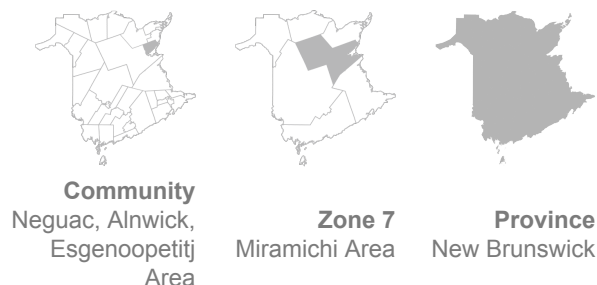 Community
Neguac, Alnwick,
Esgenoopetitj
Area
Zone 7
Miramichi Area
Province
New Brunswick